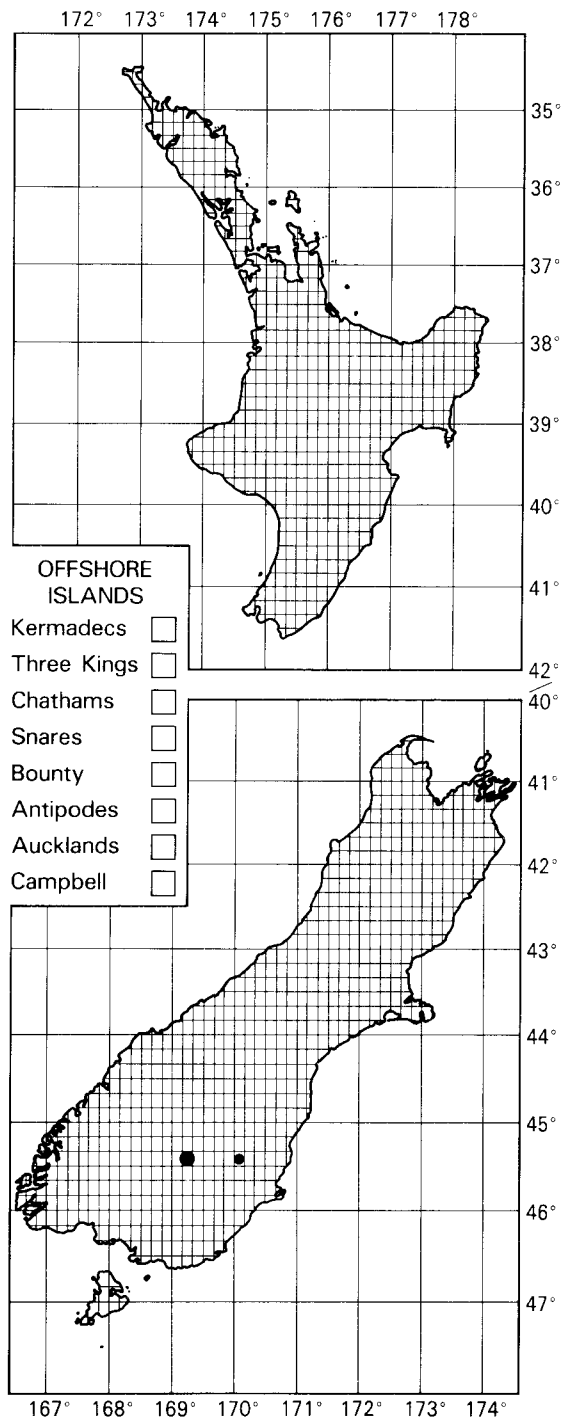 172° 173° 174° 175° 176° 177° 178°
35°
36°
37°
38°
39°
40°
41°
42°
OFFSHORE
ISLANDS
Kermadecs
Three Kings
Chathams
Snares
Bounty
Antipodes
Aucklands
Campbell
40°
41°
42°
43°
44°
45°
46°
47°
167° 168° 169° 170° 171° 172° 173° 174°